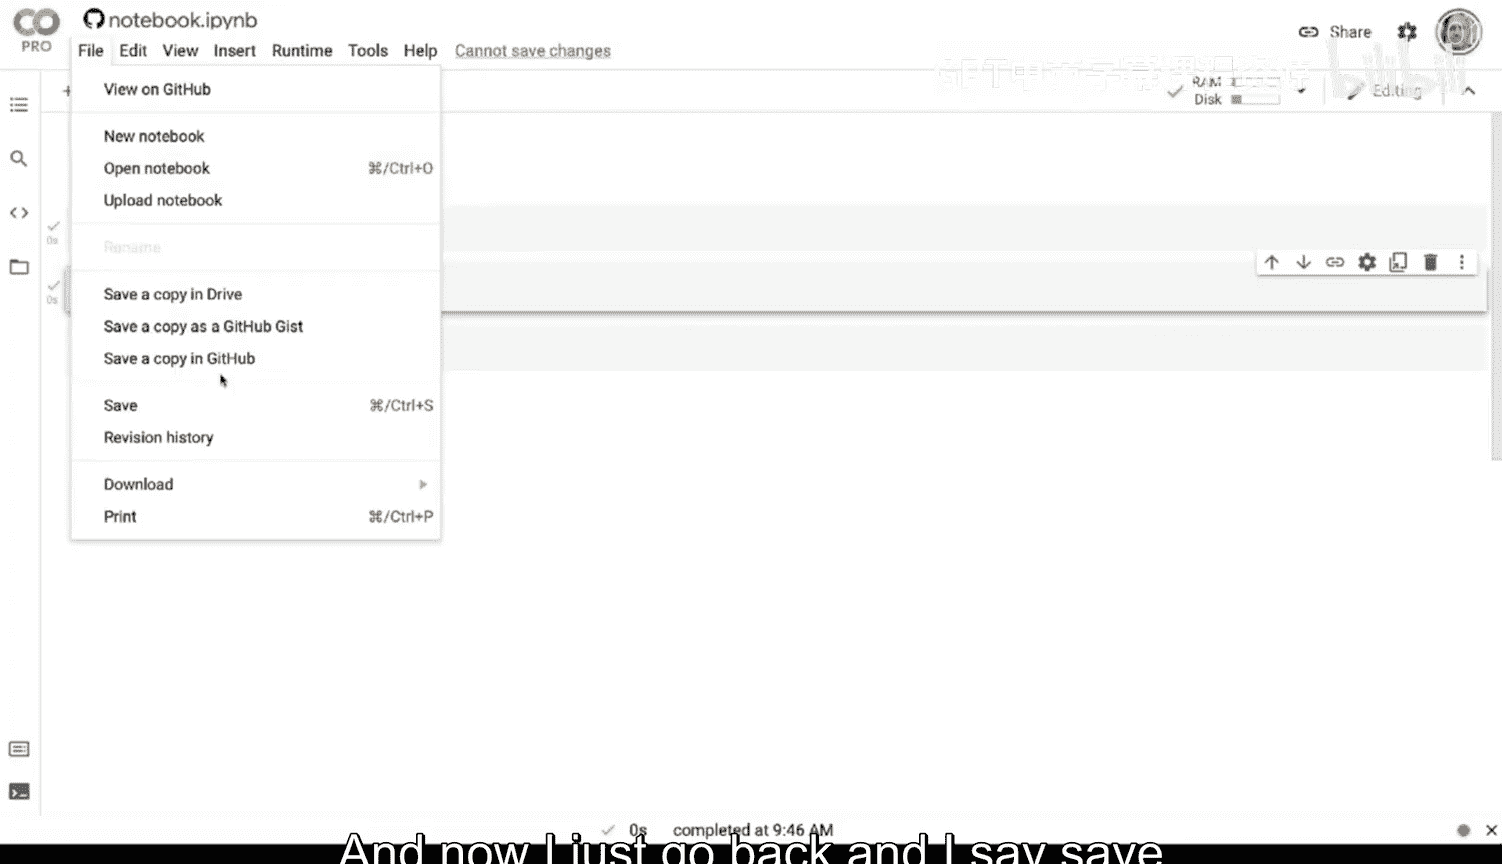 CO notebook.ipynb
PRO
File Edit View Insert Runtime Tools Help Cannot save changes
Share
RAM
Disk
Editing
View on GitHub
New notebook
Open notebook ⌘/Ctrl+O
Upload notebook
Rename
Save a copy in Drive
Save a copy as a GitHub Gist
Save a copy in GitHub
Save ⌘/Ctrl+S
Revision history
Download
Print ⌘/Ctrl+P
0s
0s
0s completed at 9:46 AM
And now I just go back and I say save